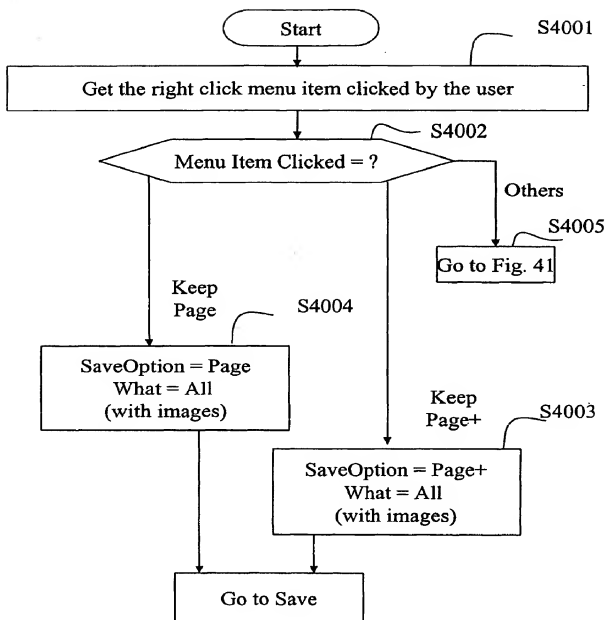 Start
S4001
Get the right click menu item clicked by the user
S4002
Menu Item Clicked = ?
Others
S4005
Go to Fig. 41
Keep
Page
S4004
SaveOption = Page
What = All
(with images)
Keep
Page+
S4003
SaveOption = Page+
What = All
(with images)
Go to Save